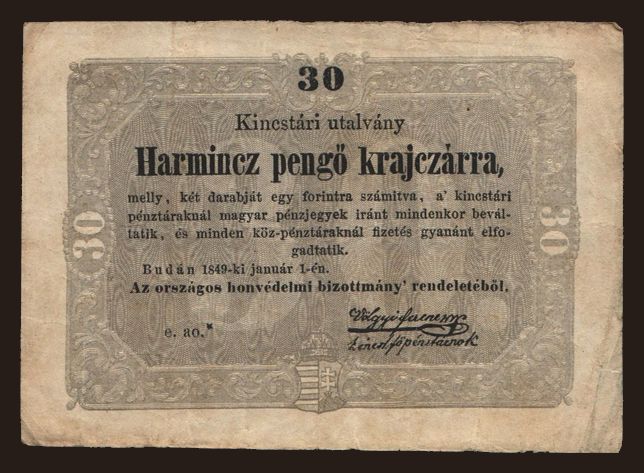 30
Kincstári utalvány
Harmincz pengő krajczárra,
melly, két darabját egy forintra számitva, a' kincstári
pénztáraknál magyar pénzjegyek iránt mindenkor bevál-
tatik, és minden köz-pénztáraknál fizetés gyanánt elfo-
gadtatik.
Budán 1849-ki január 1-én.
Az országos honvédelmi bizottmány' rendeletéből.
e. ao.*
30
30